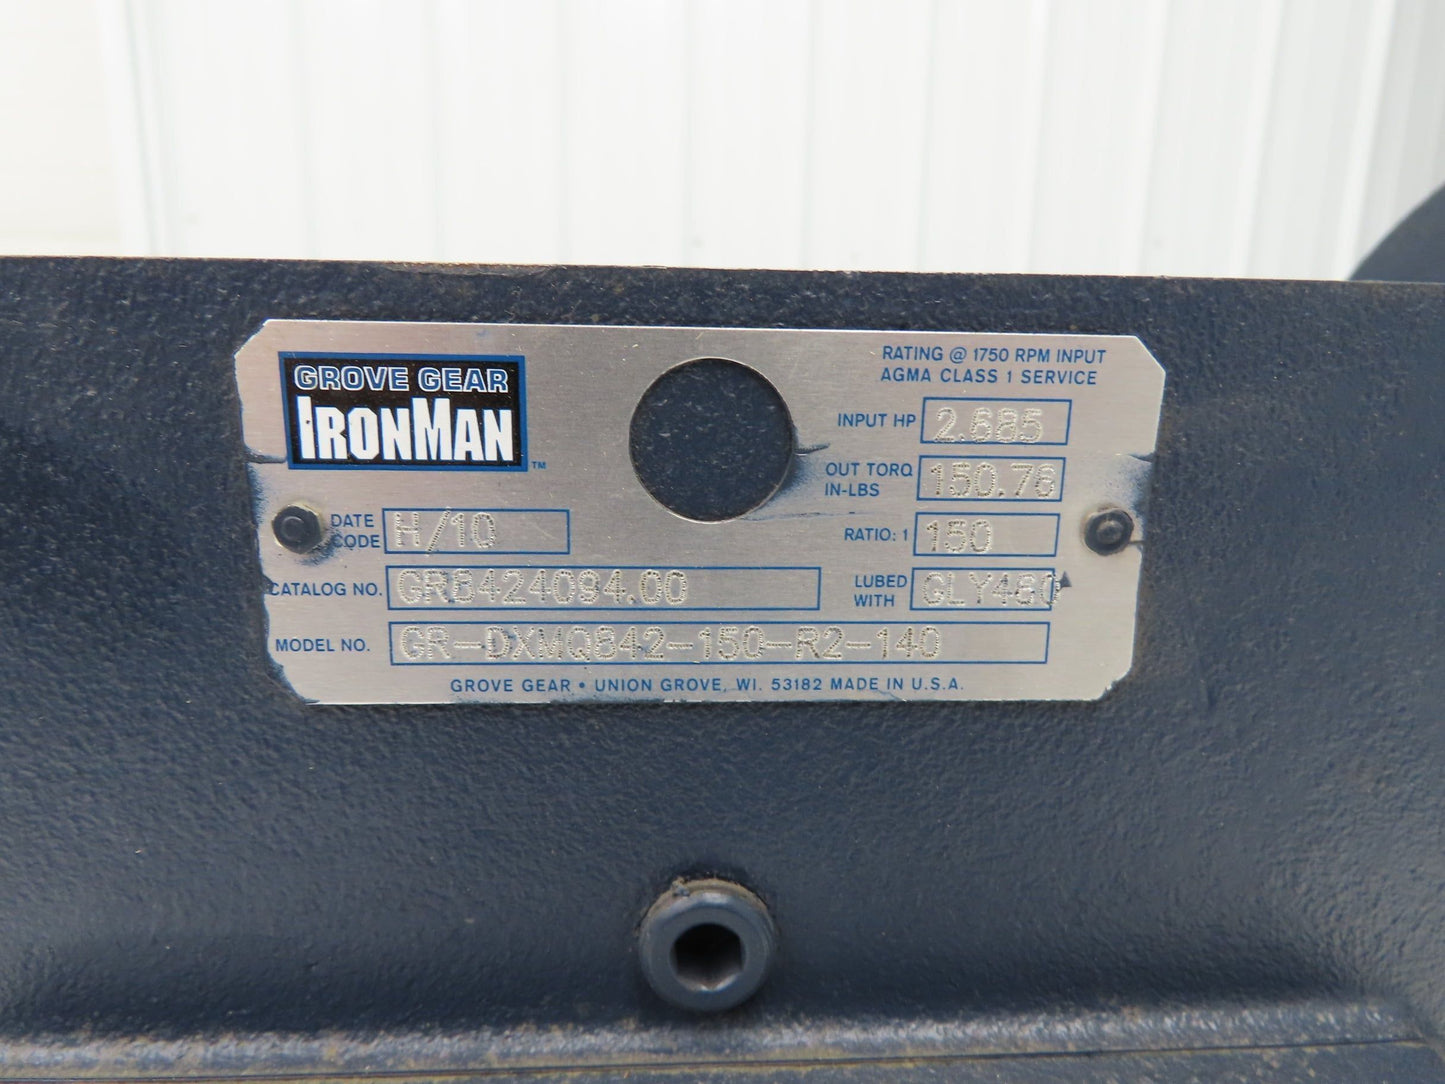 GROVE GEAR
IRONMAN
™
RATING @ 1750 RPM INPUT
AGMA CLASS 1 SERVICE
INPUT HP 2.685
OUT TORQ IN-LBS 150.76
RATIO: 1 150
DATE CODE H/10
CATALOG NO. GR8424094.00
LUBED WITH GLY460
MODEL NO. GR-DXMQ842-150-R2-140
GROVE GEAR • UNION GROVE, WI. 53182 MADE IN U.S.A.